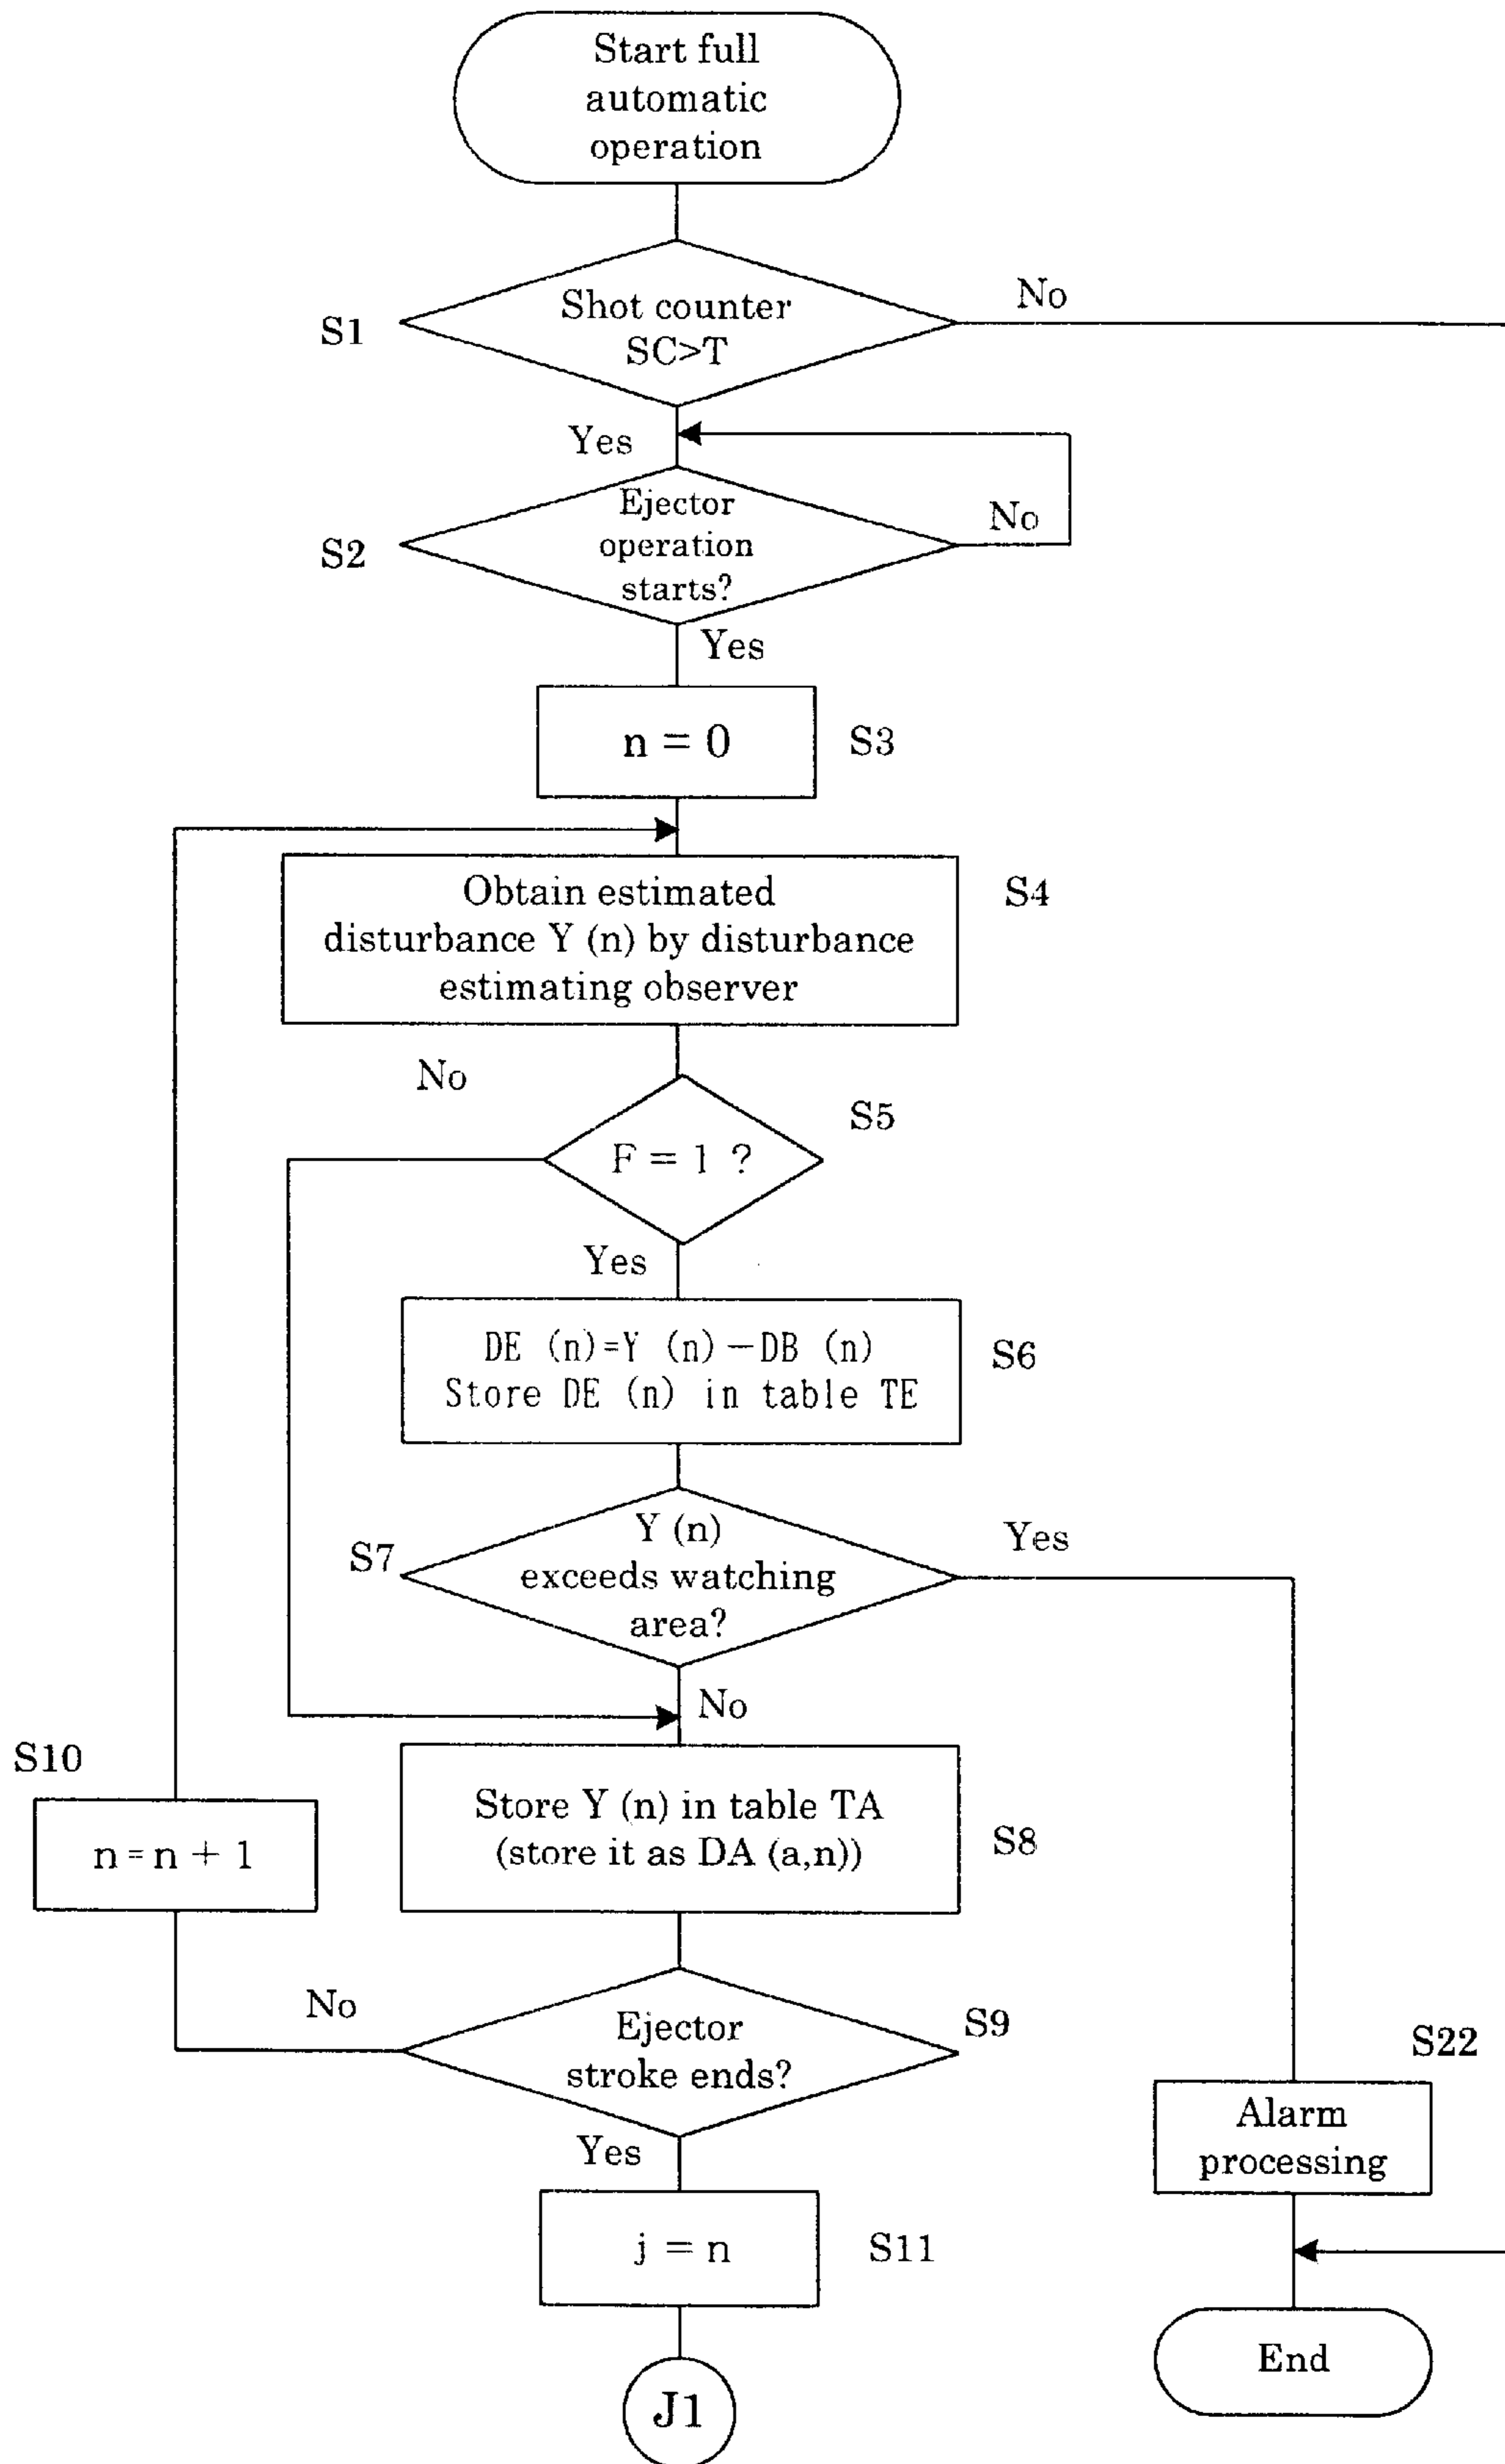 Start full
automatic
operation
S1
Shot counter
SC>T
No
Yes
S2
Ejector
operation
starts?
No
Yes
n = 0
S3
Obtain estimated
disturbance Y (n) by disturbance
estimating observer
S4
No
F = 1 ?
S5
Yes
DE (n)=Y (n)−DB (n)
Store DE (n) in table TE
S6
S7
Y (n)
exceeds watching
area?
Yes
No
S10
n = n + 1
Store Y (n) in table TA
(store it as DA (a,n))
S8
No
Ejector
stroke ends?
S9
S22
Alarm
processing
Yes
j = n
S11
End
J1